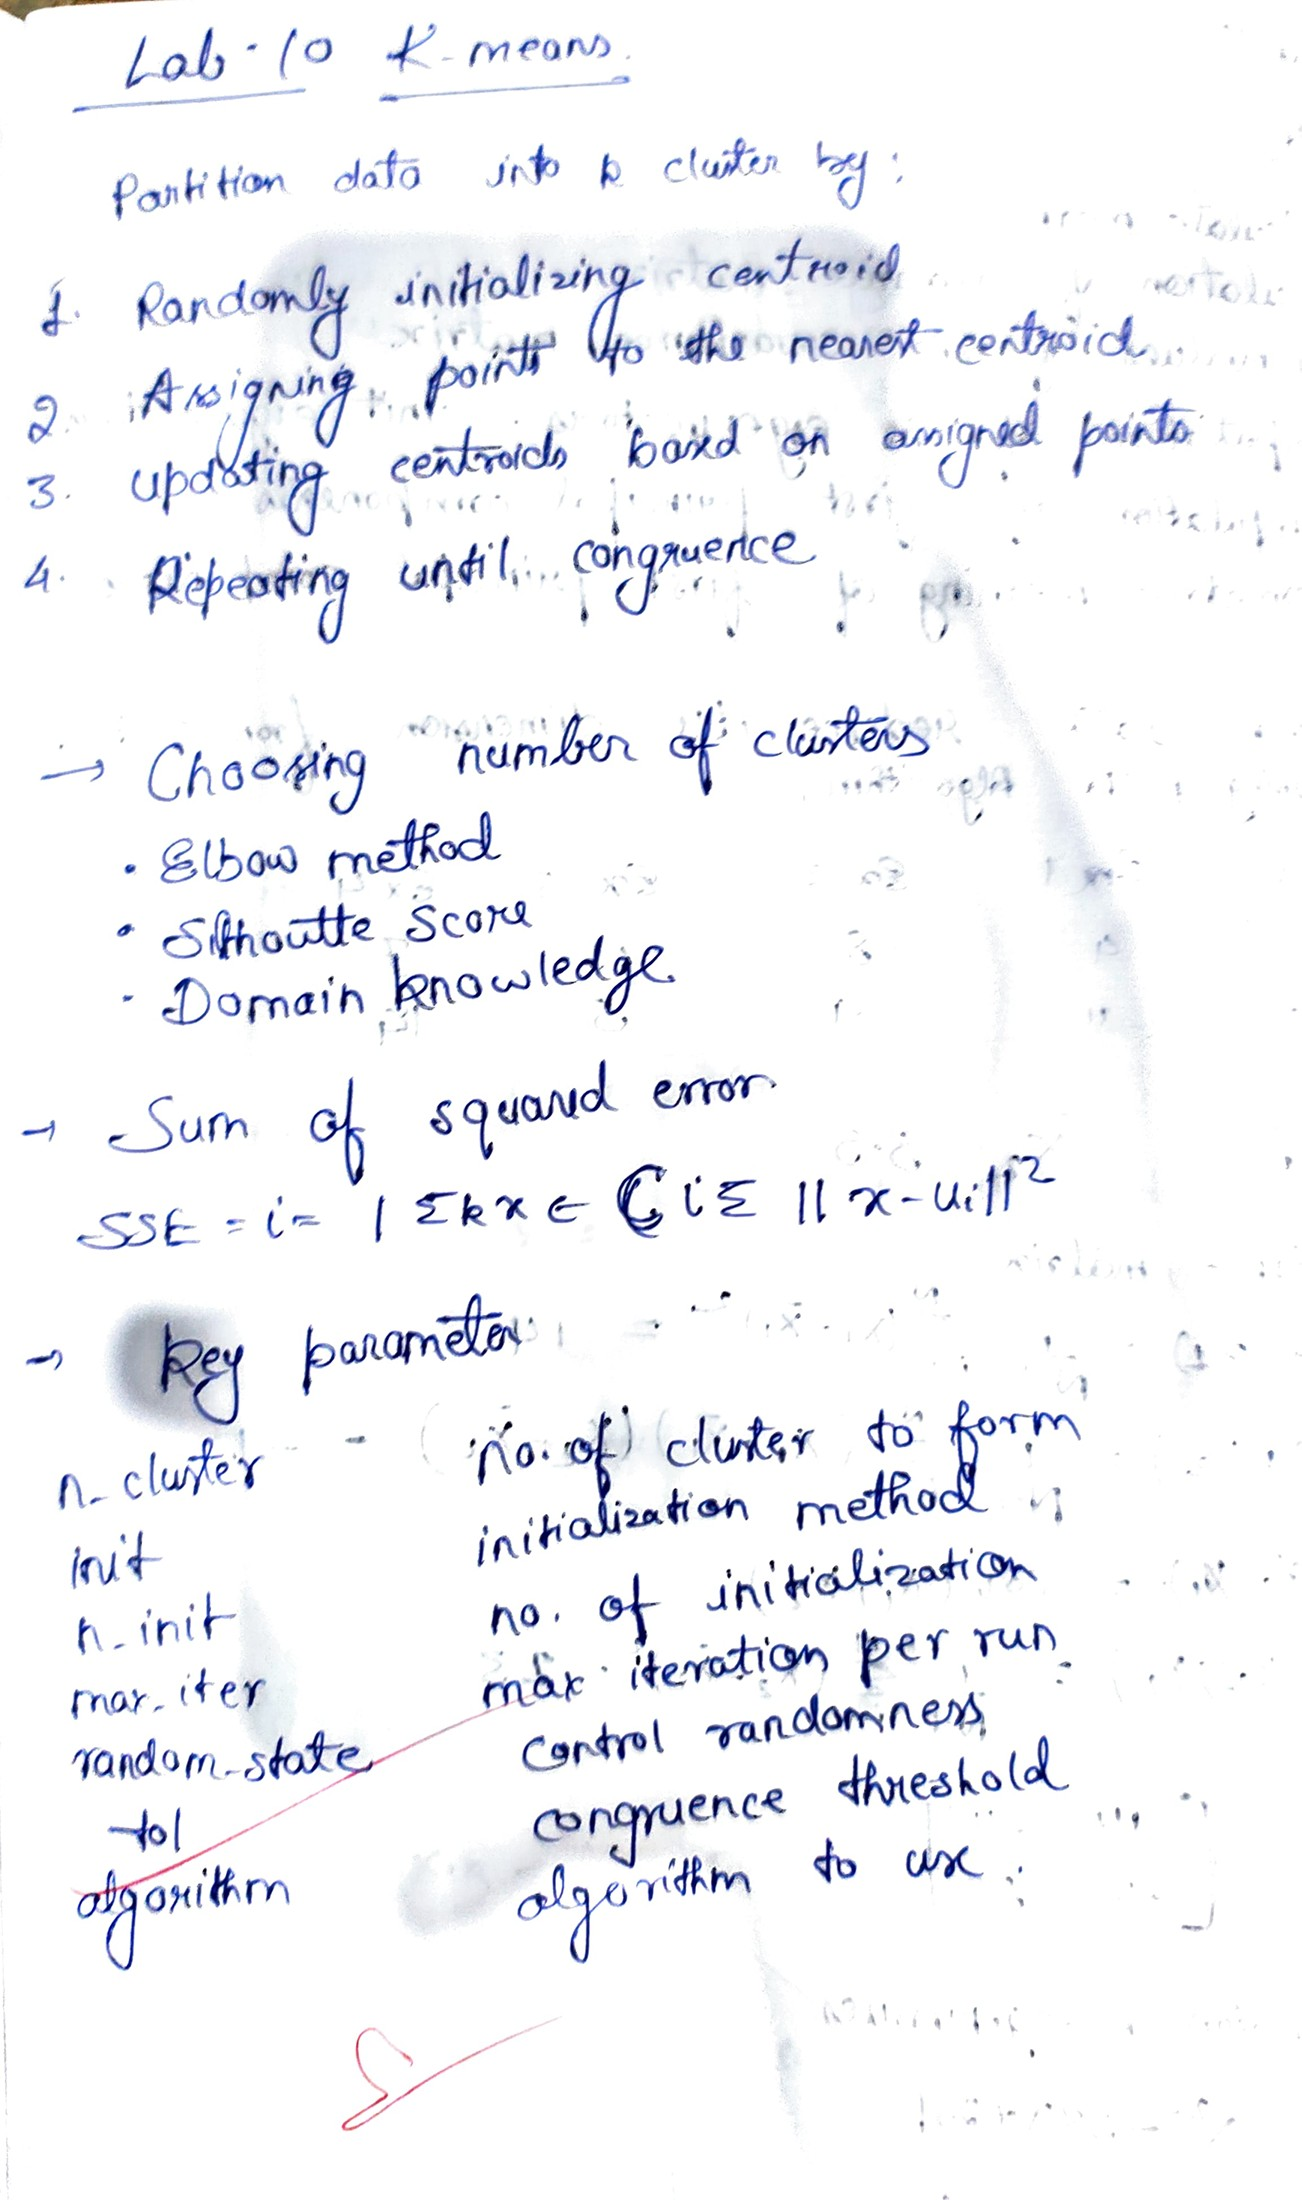 Lab-10 K-means.
Partition data into k cluster by:
1. Randomly initializing centroid
2. Assigning points to the nearest centroid
3. updating centroids based on assigned points
4. Repeating until congruence
→ Choosing number of clusters
• Elbow method
• Silhoutte Score
• Domain knowledge
→ Sum of squared error
SSE = i = 1 Σ k x ∈ C i Σ || x - ui ||²
→ key parameter
n_cluster no. of cluster to form
init initialization method
n_init no. of initialization
max_iter max iteration per run
random_state control randomness
tol congruence threshold
algorithm algorithm to use